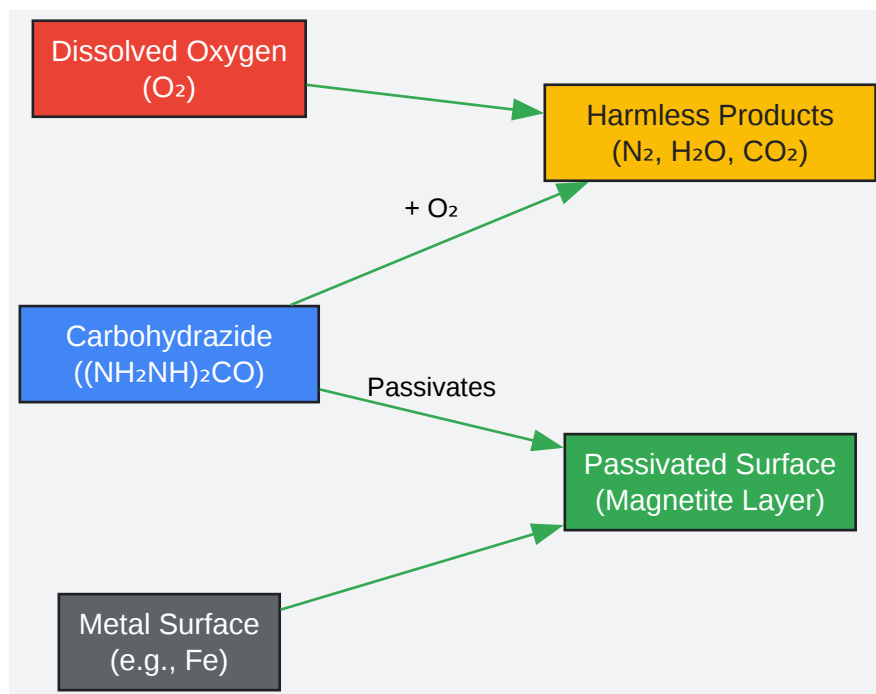 Dissolved Oxygen
(O₂)
Harmless Products
(N₂, H₂O, CO₂)
+ O₂
Carbohydrazide
((NH₂NH)₂CO)
Passivates
Passivated Surface
(Magnetite Layer)
Metal Surface
(e.g., Fe)